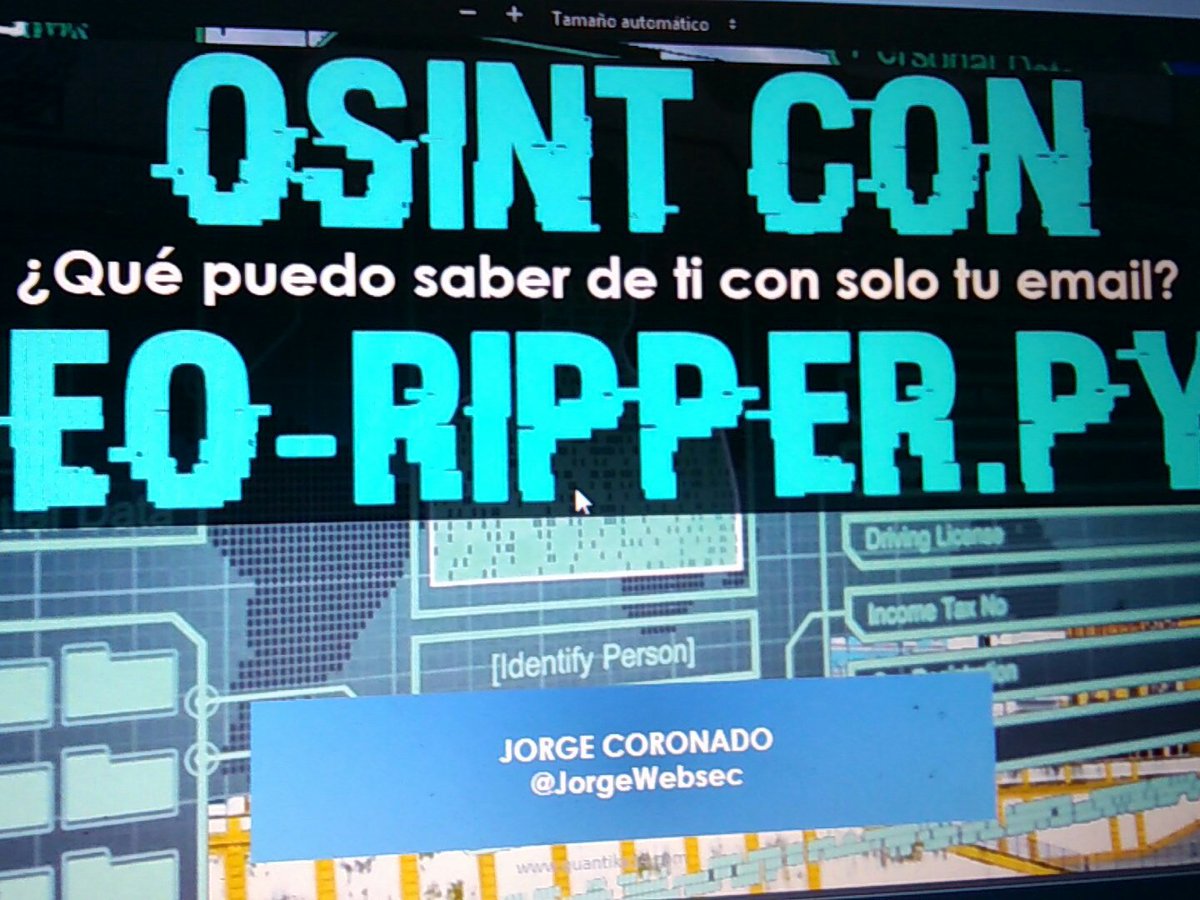 Tamaño automático
OSINT CON
¿Qué puedo saber de ti con solo tu email?
EO-RIPPER.PY
Driving License
Income Tax No
[Identify Person]
JORGE CORONADO
@JorgeWebsec